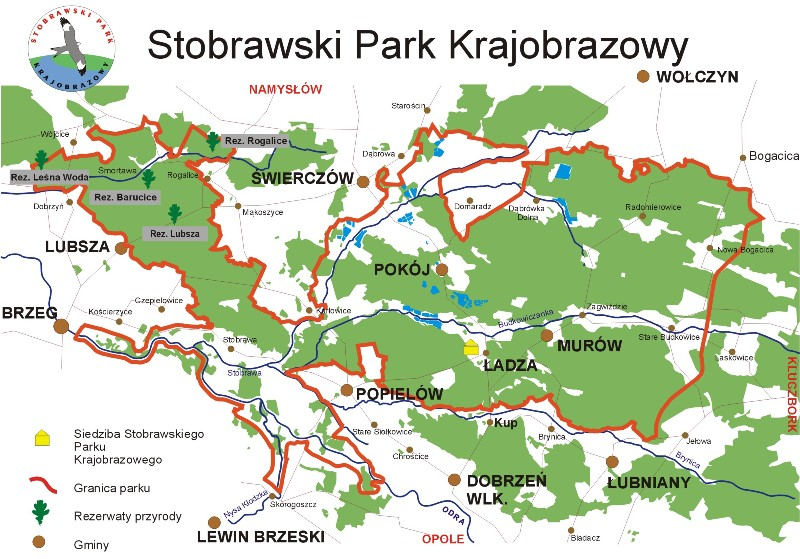 STOBRAWSKI PARK
KRAJOBRAZOWY
Stobrawski Park Krajobrazowy
WOŁCZYN
NAMYSŁÓW
Starościn
Wójcice
Rez. Rogalice
Dąbrowa
Bogacica
Smortawa
Rez. Leśna Woda
Rogalice
ŚWIERCZÓW
Rez. Barucice
Dobrzyń
Domaradz
Dąbrówka
Dolna
Radomierowice
Majkoszyce
Rez. Lubsza
LUBSZA
Nowa Bogacica
POKÓJ
Czepielowice
Kościerzyce
BRZEG
Karłowice
Zagwiździe
Budkowiczanka
Stobrawa
MURÓW
Stare Budkowice
Łaskowice
KLUCZBORK
ŁADZA
Stobrawa
POPIELÓW
Kup
Stare Siołkowice
Brynica
Jełowa
Siedziba Stobrawskiego
Parku
Krajobrazowego
Chróścice
Brynica
DOBRZEŃ
WLK.
ŁUBNIANY
Granica parku
Skorogoszcz
Nysa Kłodzka
ODRA
Rezerwaty przyrody
LEWIN BRZESKI
OPOLE
Biadacz
Gminy